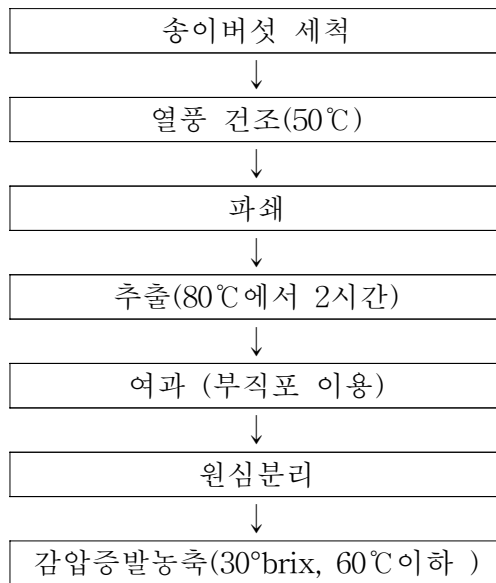 송이버섯 세척
↓
열풍 건조(50℃)
↓
파쇄
↓
추출(80℃에서 2시간)
↓
여과 (부직포 이용)
↓
원심분리
↓
감압증발농축(30°brix, 60℃이하 )